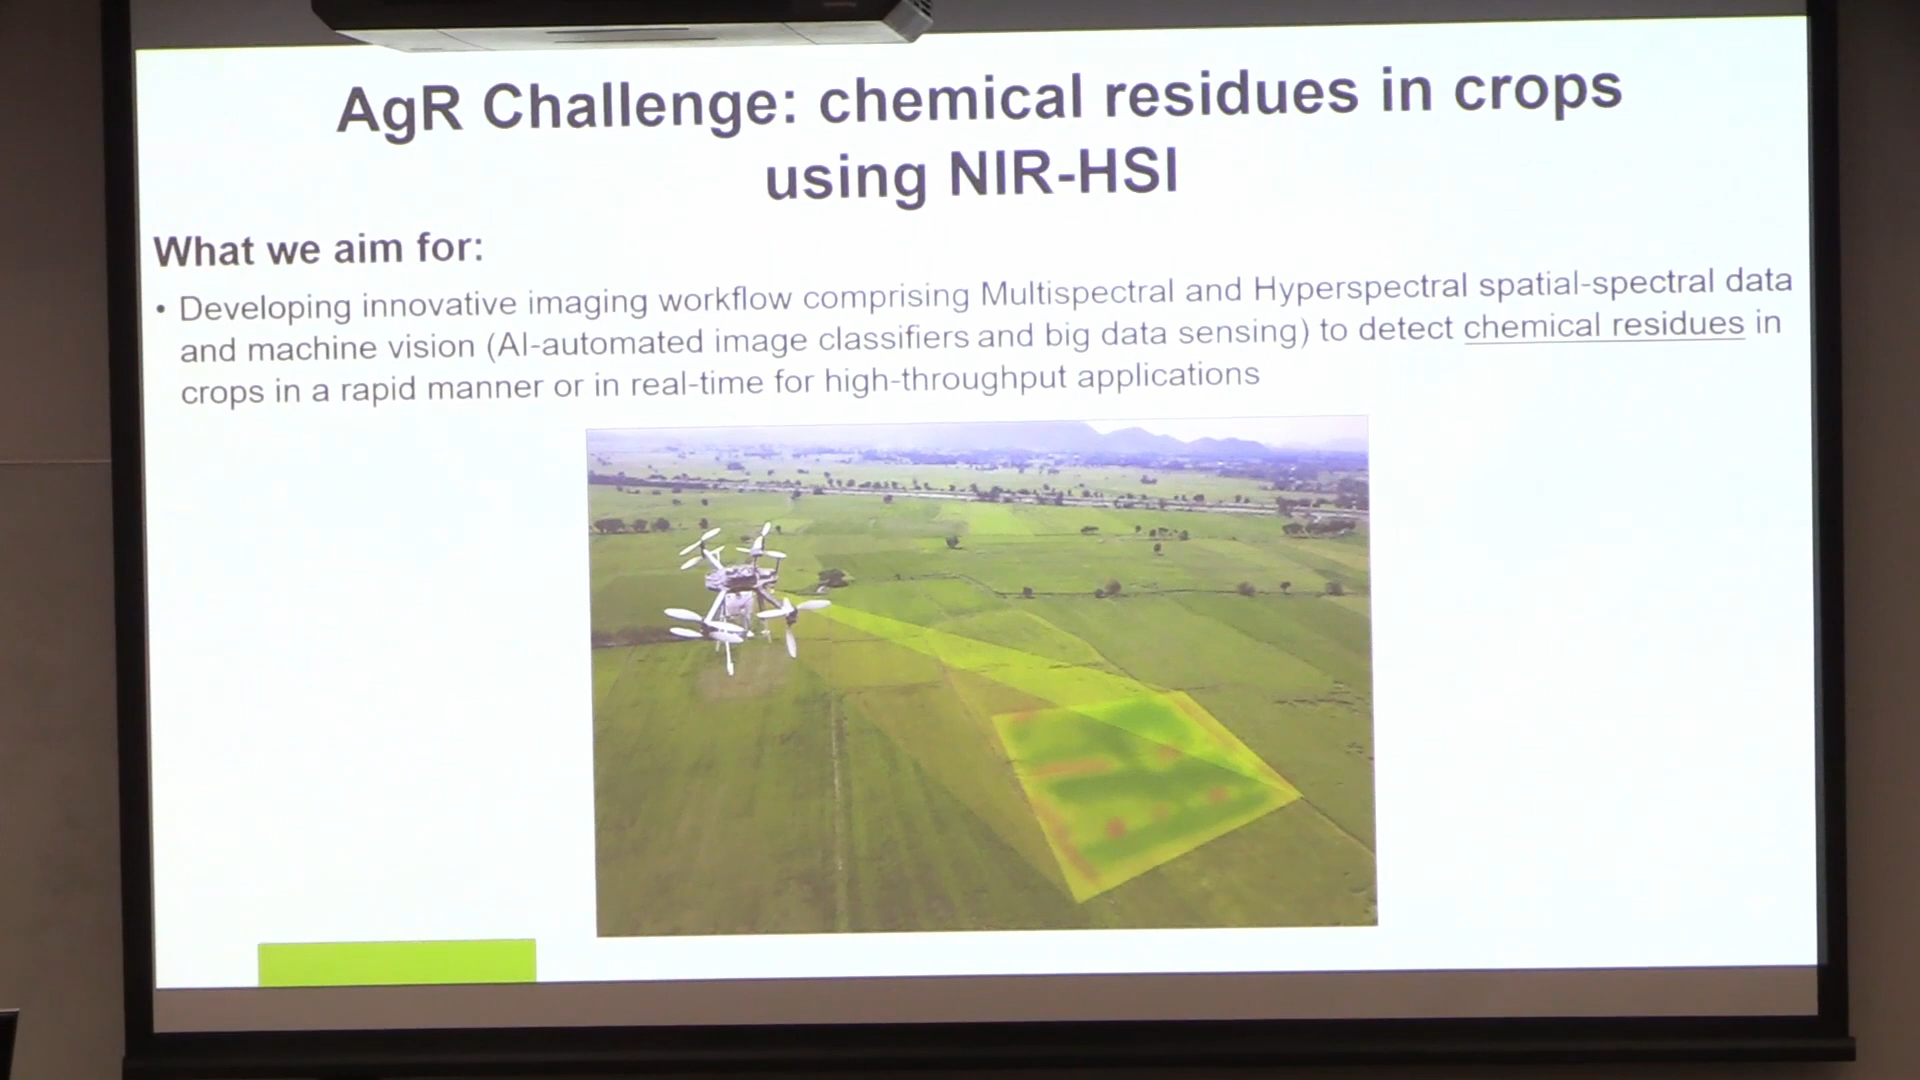 AgR Challenge: chemical residues in crops
using NIR-HSI
What we aim for:
• Developing innovative imaging workflow comprising Multispectral and Hyperspectral spatial-spectral data
and machine vision (AI-automated image classifiers and big data sensing) to detect chemical residues in
crops in a rapid manner or in real-time for high-throughput applications